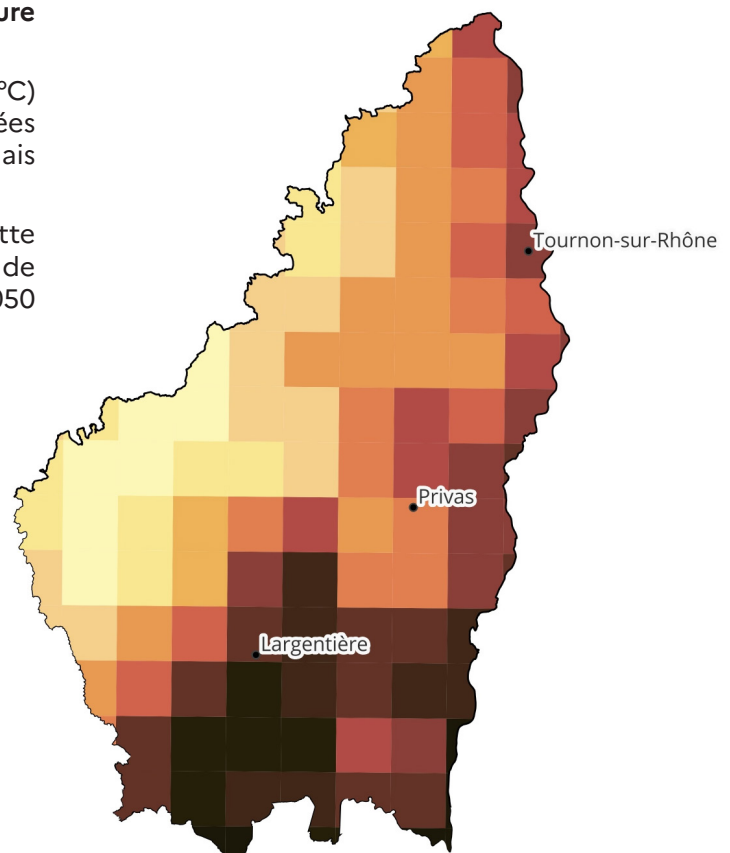 ure
°C)
ées
ais
tte
de
050
Tournon-sur-Rhône
Privas
Largentière